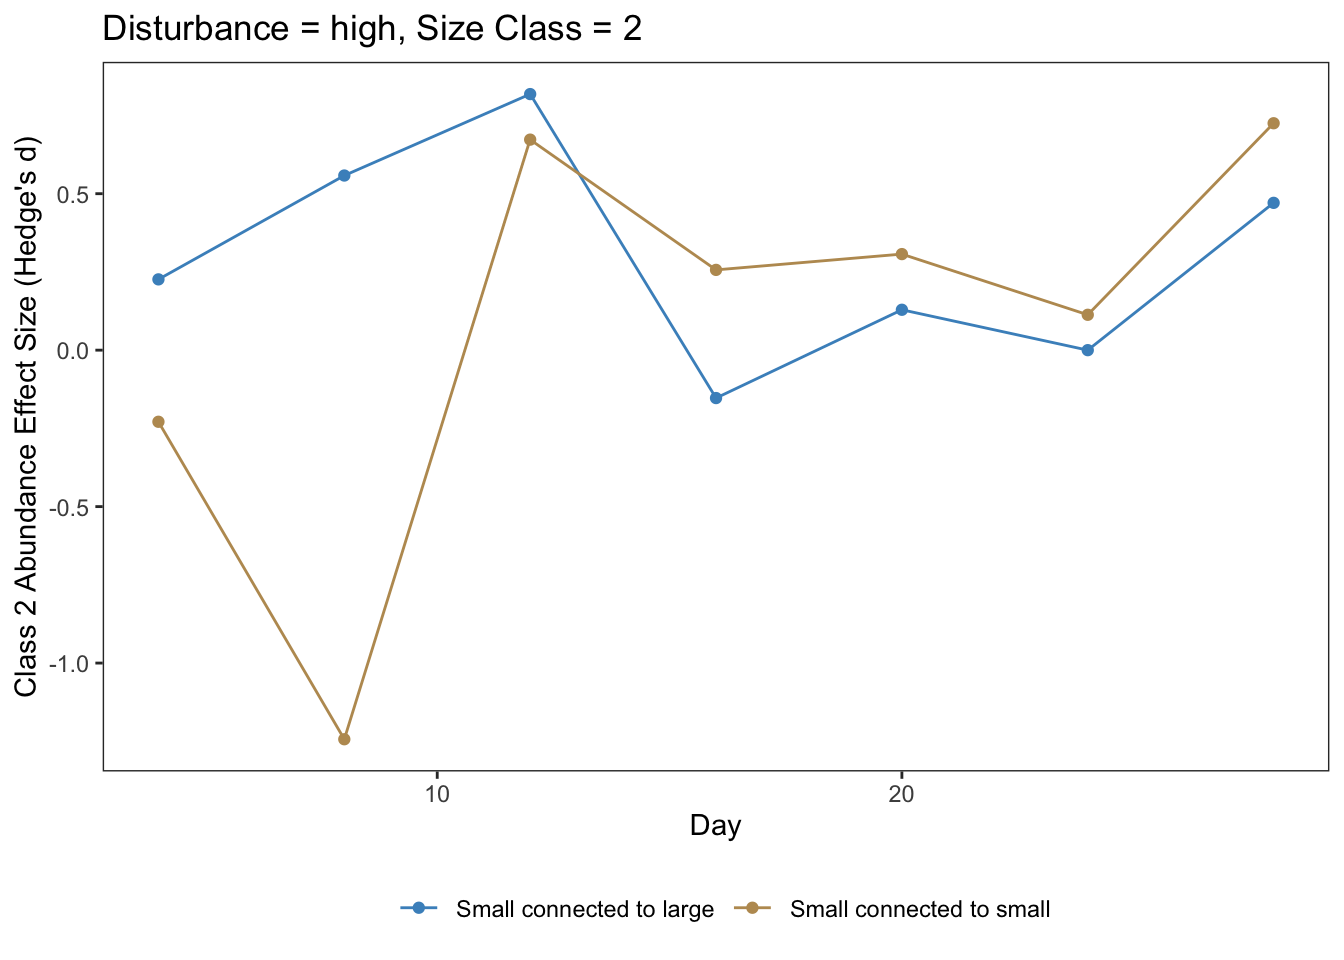 Disturbance = high, Size Class = 2
Class 2 Abundance Effect Size (Hedge's d)
0.5
0.0
-0.5
-1.0
10 20
Day
Small connected to large Small connected to small